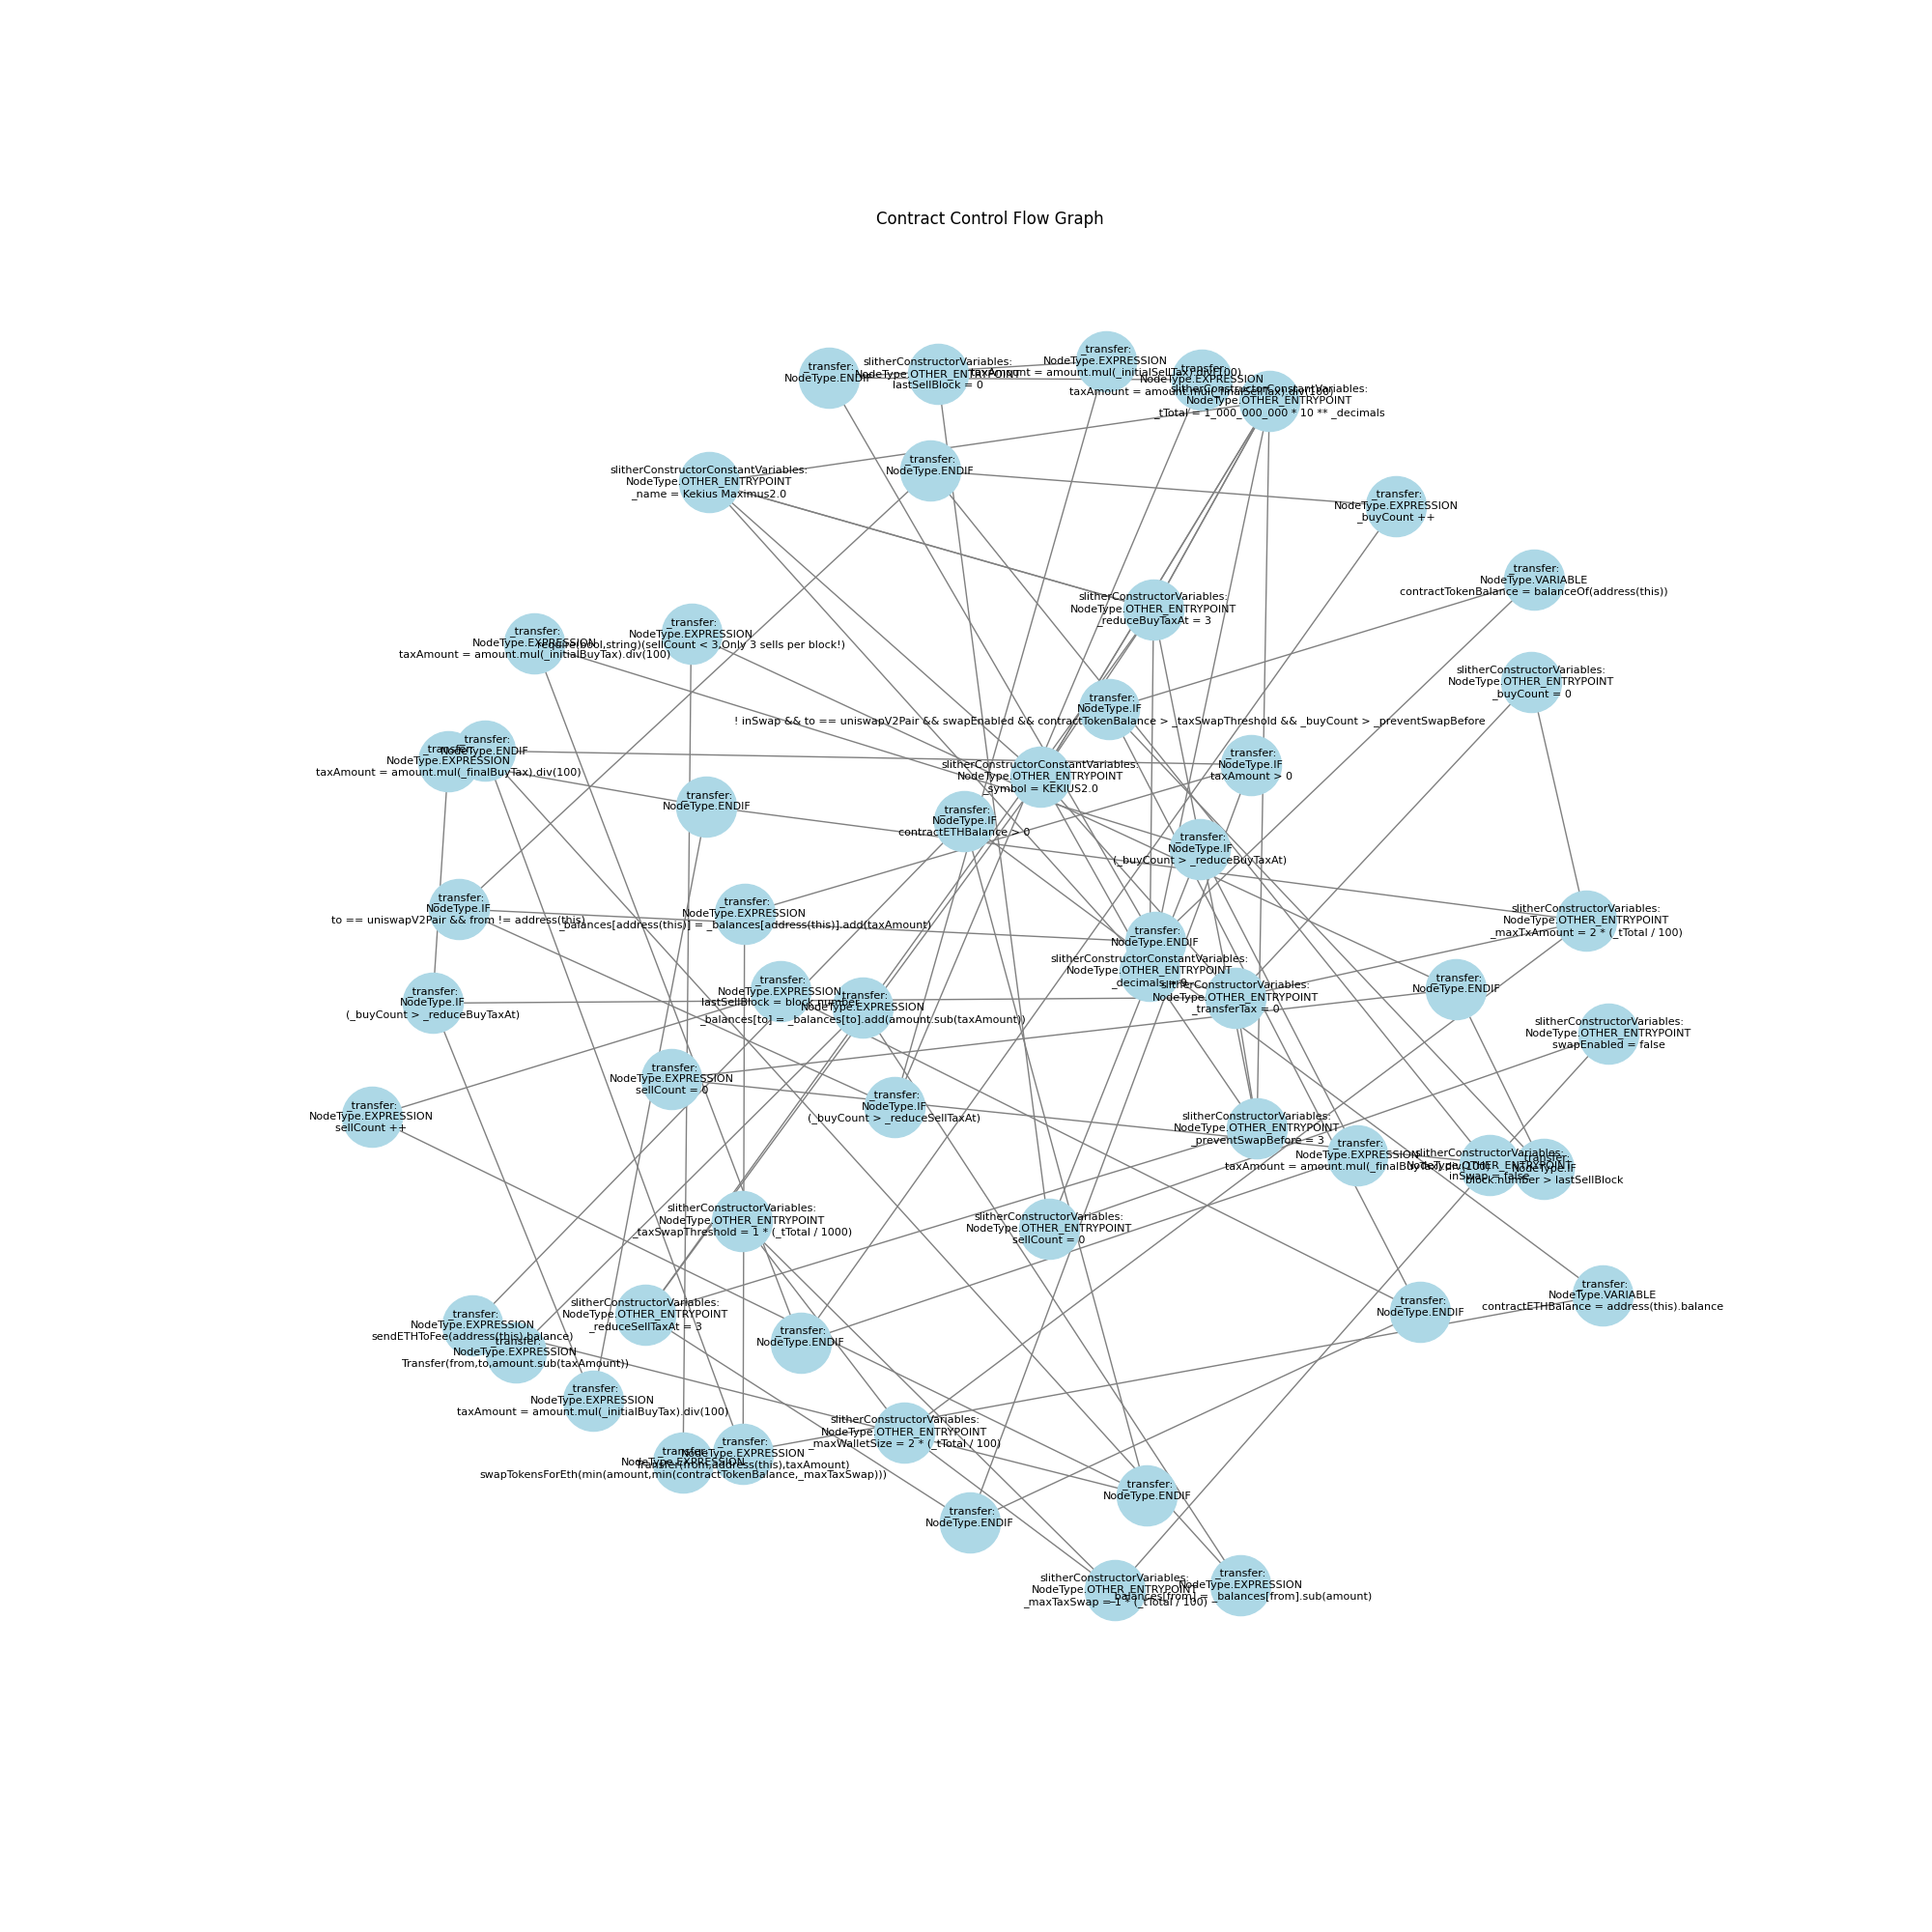 Contract Control Flow Graph
_transfer:
NodeType.ENDIF
slitherConstructorVariables:
NodeType.OTHER_ENTRYPOINT
lastSellBlock = 0
_transfer:
NodeType.EXPRESSION
taxAmount = amount.mul(_initialSellTax).div(100)
_transfer:
NodeType.EXPRESSION
taxAmount = amount.mul(_finalSellTax).div(100)
slitherConstructorConstantVariables:
NodeType.OTHER_ENTRYPOINT
_tTotal = 1_000_000_000 * 10 ** _decimals
_transfer:
NodeType.ENDIF
slitherConstructorConstantVariables:
NodeType.OTHER_ENTRYPOINT
_name = Kekius Maximus2.0
_transfer:
NodeType.EXPRESSION
_buyCount ++
_transfer:
NodeType.VARIABLE
contractTokenBalance = balanceOf(address(this))
slitherConstructorVariables:
NodeType.OTHER_ENTRYPOINT
_reduceBuyTaxAt = 3
_transfer:
NodeType.EXPRESSION
require(bool,string)(sellCount < 3,Only 3 sells per block!)
_transfer:
NodeType.EXPRESSION
taxAmount = amount.mul(_initialBuyTax).div(100)
slitherConstructorVariables:
NodeType.OTHER_ENTRYPOINT
_buyCount = 0
_transfer:
NodeType.IF
! inSwap && to == uniswapV2Pair && swapEnabled && contractTokenBalance > _taxSwapThreshold && _buyCount > _preventSwapBefore
_transfer:
NodeType.ENDIF
_transfer:
NodeType.EXPRESSION
taxAmount = amount.mul(_finalBuyTax).div(100)
slitherConstructorConstantVariables:
NodeType.OTHER_ENTRYPOINT
_symbol = KEKIUS2.0
_transfer:
NodeType.IF
taxAmount > 0
_transfer:
NodeType.ENDIF
_transfer:
NodeType.IF
contractETHBalance > 0
_transfer:
NodeType.IF
(_buyCount > _reduceBuyTaxAt)
_transfer:
NodeType.IF
to == uniswapV2Pair && from != address(this)
_transfer:
NodeType.EXPRESSION
_balances[address(this)] = _balances[address(this)].add(taxAmount)
slitherConstructorVariables:
NodeType.OTHER_ENTRYPOINT
_maxTxAmount = 2 * (_tTotal / 100)
_transfer:
NodeType.ENDIF
slitherConstructorConstantVariables:
NodeType.OTHER_ENTRYPOINT
_decimals = 9
slitherConstructorVariables:
NodeType.OTHER_ENTRYPOINT
_transferTax = 0
_transfer:
NodeType.ENDIF
_transfer:
NodeType.IF
(_buyCount > _reduceBuyTaxAt)
_transfer:
NodeType.EXPRESSION
lastSellBlock = block.number
_transfer:
NodeType.EXPRESSION
_balances[to] = _balances[to].add(amount.sub(taxAmount))
slitherConstructorVariables:
NodeType.OTHER_ENTRYPOINT
swapEnabled = false
_transfer:
NodeType.EXPRESSION
sellCount = 0
_transfer:
NodeType.EXPRESSION
sellCount ++
_transfer:
NodeType.IF
(_buyCount > _reduceSellTaxAt)
slitherConstructorVariables:
NodeType.OTHER_ENTRYPOINT
_preventSwapBefore = 3
_transfer:
NodeType.EXPRESSION
taxAmount = amount.mul(_finalBuyTax).div(100)
slitherConstructorVariables:
NodeType.OTHER_ENTRYPOINT
inSwap = false
_transfer:
NodeType.IF
block.number > lastSellBlock
slitherConstructorVariables:
NodeType.OTHER_ENTRYPOINT
_taxSwapThreshold = 1 * (_tTotal / 1000)
slitherConstructorVariables:
NodeType.OTHER_ENTRYPOINT
sellCount = 0
_transfer:
NodeType.VARIABLE
contractETHBalance = address(this).balance
slitherConstructorVariables:
NodeType.OTHER_ENTRYPOINT
_reduceSellTaxAt = 3
_transfer:
NodeType.ENDIF
_transfer:
NodeType.ENDIF
_transfer:
NodeType.EXPRESSION
sendETHToFee(address(this).balance)
_transfer:
NodeType.EXPRESSION
Transfer(from,to,amount.sub(taxAmount))
_transfer:
NodeType.EXPRESSION
taxAmount = amount.mul(_initialBuyTax).div(100)
slitherConstructorVariables:
NodeType.OTHER_ENTRYPOINT
_maxWalletSize = 2 * (_tTotal / 100)
_transfer:
NodeType.EXPRESSION
Transfer(from,address(this),taxAmount)
_transfer:
NodeType.EXPRESSION
swapTokensForEth(min(amount,min(contractTokenBalance,_maxTaxSwap)))
_transfer:
NodeType.ENDIF
_transfer:
NodeType.ENDIF
slitherConstructorVariables:
NodeType.OTHER_ENTRYPOINT
_maxTaxSwap = 1 * (_tTotal / 100)
_transfer:
NodeType.EXPRESSION
_balances[from] = _balances[from].sub(amount)